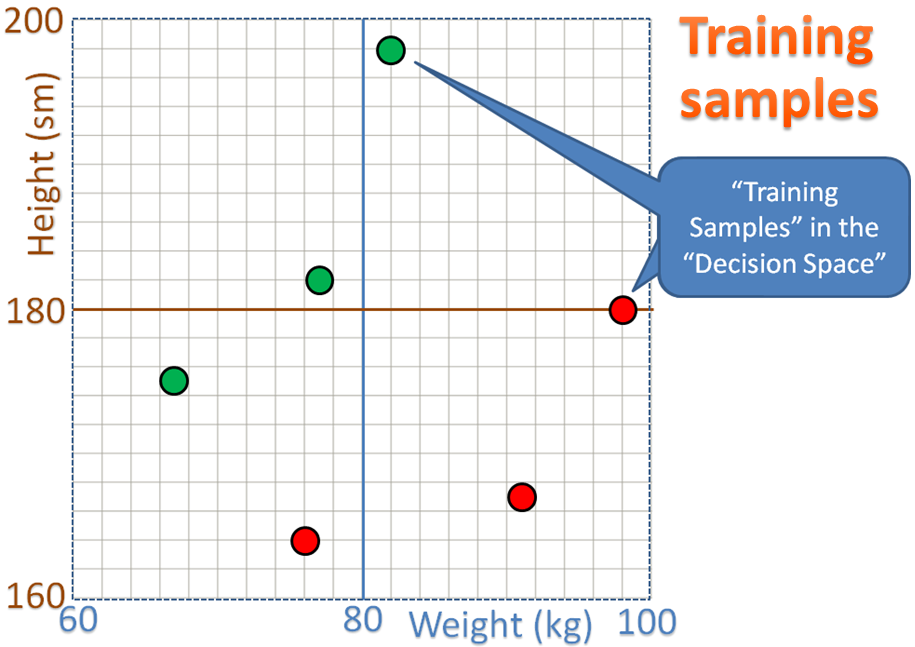 Training
samples
200
Height (sm)
180
160
60
80
Weight (kg)
100
“Training
Samples” in the
“Decision Space”